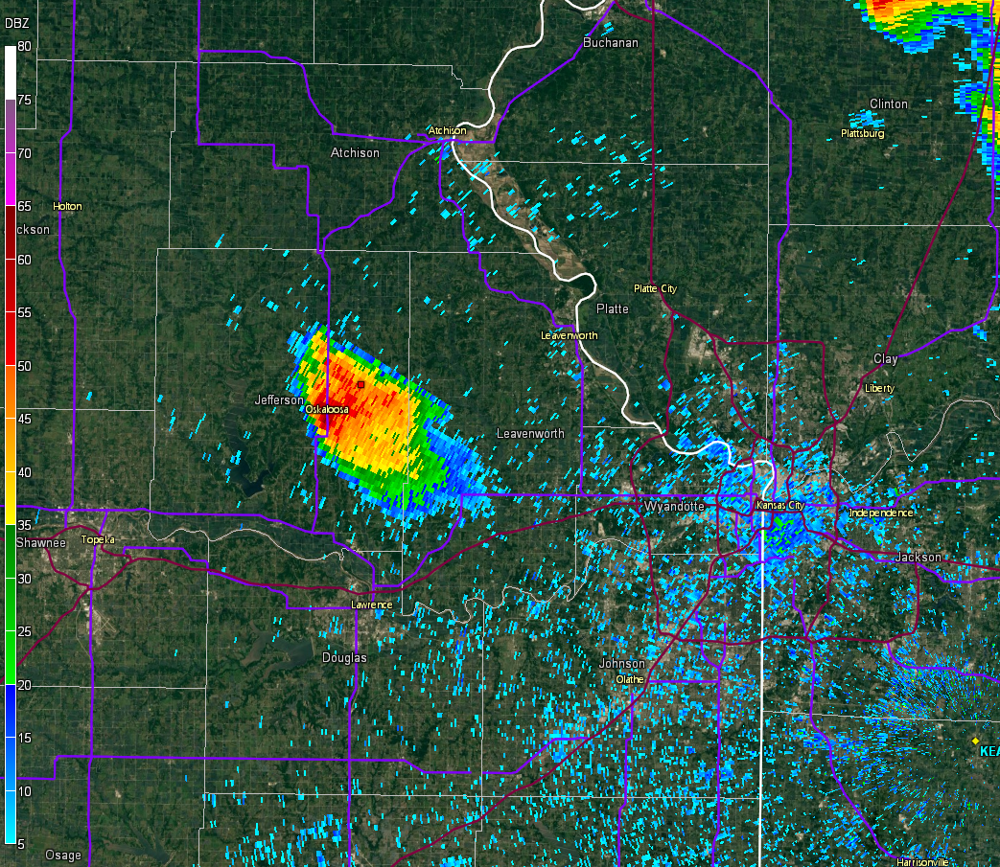 DBZ
80
75
70
65
60
55
50
45
40
35
30
25
20
15
10
5
Buchanan
Clinton
Plattsburg
Atchison
Atchison
Holton
ckson
Platte City
Platte
Leavenworth
Clay
Liberty
Jefferson
Oskaloosa
Leavenworth
Wyandotte
Kansas City
Independence
Shawnee
Topeka
Jackson
Lawrence
Douglas
Johnson
Olathe
KEA
Osage
Harrisonville